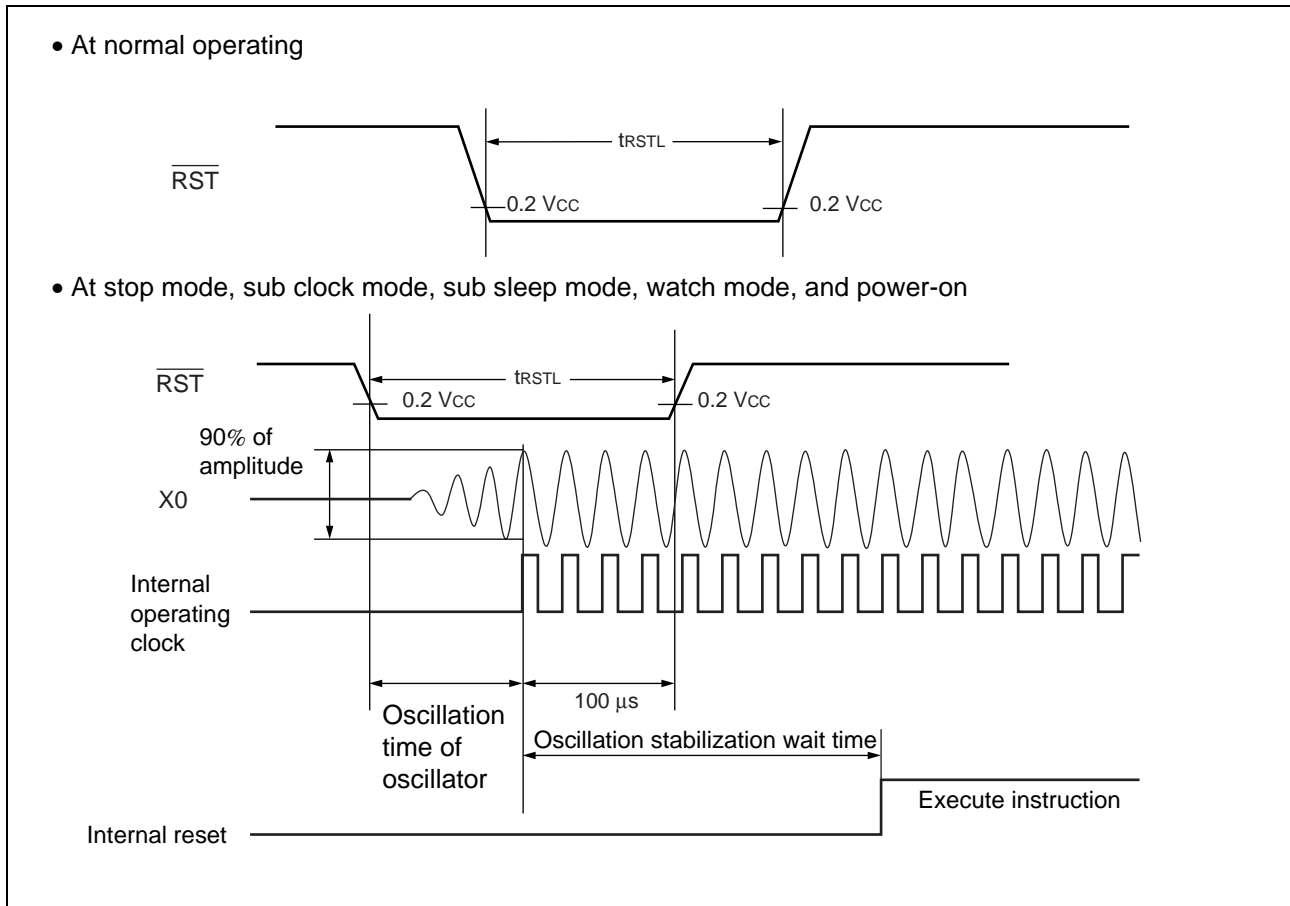 • At normal operating
tRSTL
RST
0.2 VCC
0.2 VCC
• At stop mode, sub clock mode, sub sleep mode, watch mode, and power-on
RST
tRSTL
0.2 VCC
0.2 VCC
90% of
amplitude
X0
Internal
operating
clock
100 μs
Oscillation
time of
oscillator
Oscillation stabilization wait time
Execute instruction
Internal reset